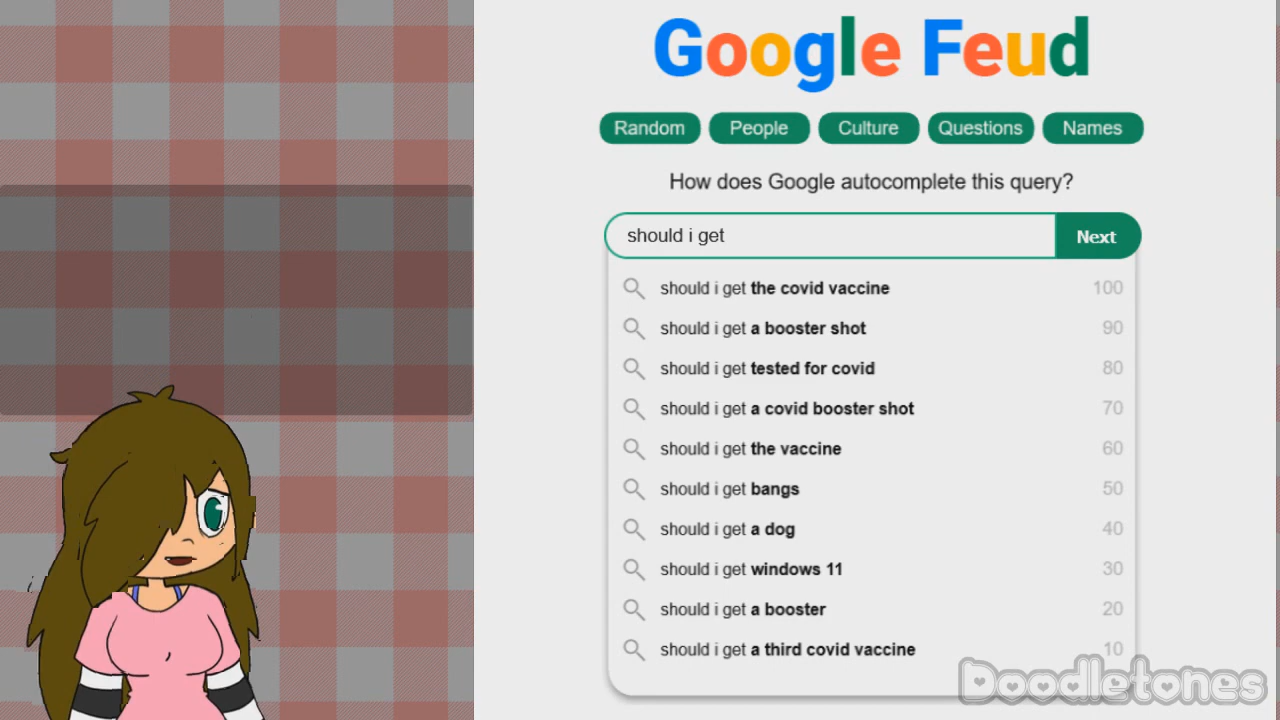 Google Feud
Random People Culture Questions Names
How does Google autocomplete this query?
should i get Next
should i get the covid vaccine 100
should i get a booster shot 90
should i get tested for covid 80
should i get a covid booster shot 70
should i get the vaccine 60
should i get bangs 50
should i get a dog 40
should i get windows 11 30
should i get a booster 20
should i get a third covid vaccine 10
Doodletones